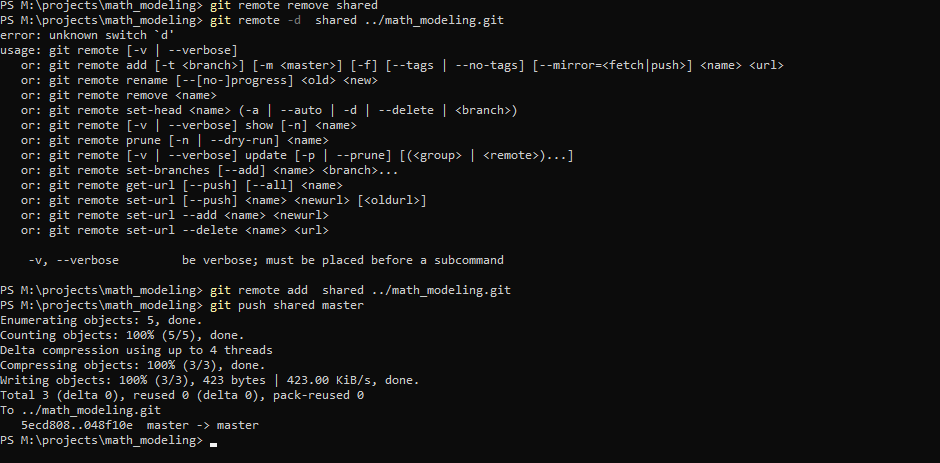 PS M:\projects\math_modeling> git remote remove shared
PS M:\projects\math_modeling> git remote -d  shared ../math_modeling.git
error: unknown switch `d'
usage: git remote [-v | --verbose]
   or: git remote add [-t <branch>] [-m <master>] [-f] [--tags | --no-tags] [--mirror=<fetch|push>] <name> <url>
   or: git remote rename [--[no-]progress] <old> <new>
   or: git remote remove <name>
   or: git remote set-head <name> (-a | --auto | -d | --delete | <branch>)
   or: git remote [-v | --verbose] show [-n] <name>
   or: git remote prune [-n | --dry-run] <name>
   or: git remote [-v | --verbose] update [-p | --prune] [(<group> | <remote>)...]
   or: git remote set-branches [--add] <name> <branch>...
   or: git remote get-url [--push] [--all] <name>
   or: git remote set-url [--push] <name> <newurl> [<oldurl>]
   or: git remote set-url --add <name> <newurl>
   or: git remote set-url --delete <name> <url>
    -v, --verbose         be verbose; must be placed before a subcommand
PS M:\projects\math_modeling> git remote add  shared ../math_modeling.git
PS M:\projects\math_modeling> git push shared master
Enumerating objects: 5, done.
Counting objects: 100% (5/5), done.
Delta compression using up to 4 threads
Compressing objects: 100% (3/3), done.
Writing objects: 100% (3/3), 423 bytes | 423.00 KiB/s, done.
Total 3 (delta 0), reused 0 (delta 0), pack-reused 0
To ../math_modeling.git
   5ecd808..048f10e  master -> master
PS M:\projects\math_modeling>